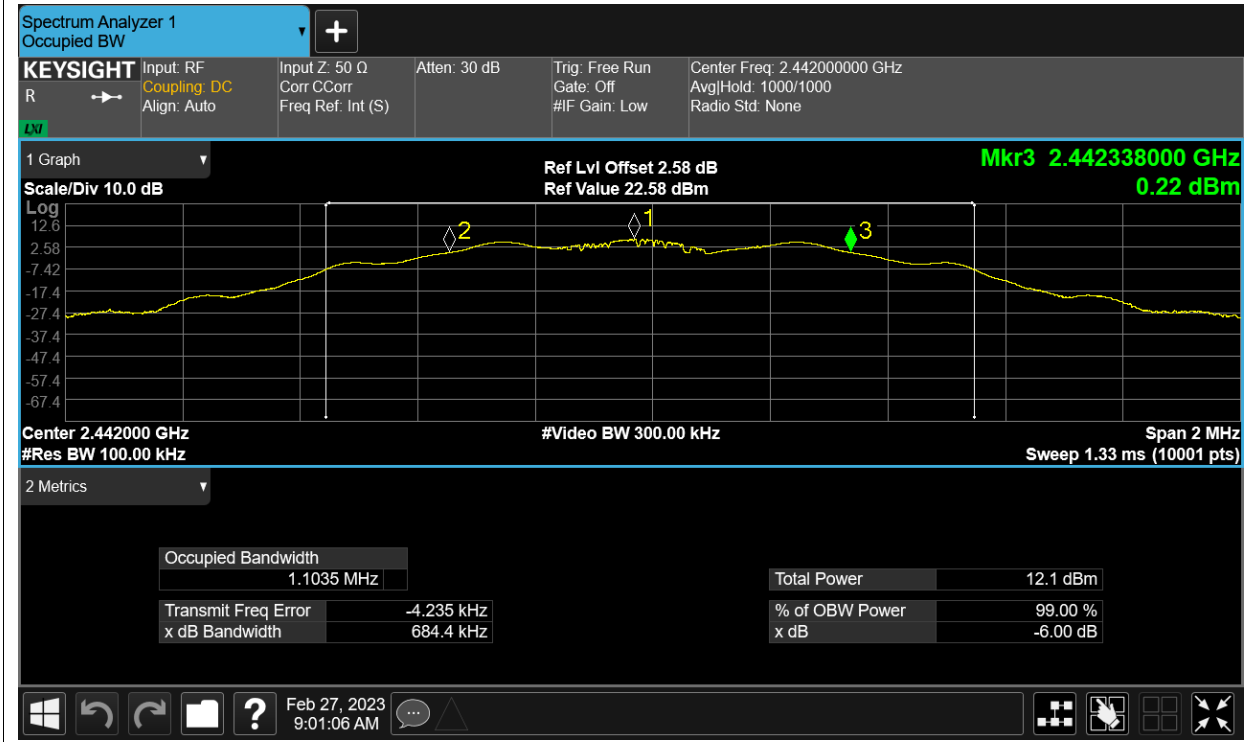 Spectrum Analyzer 1
Occupied BW
KEYSIGHT
R
LXI
Input: RF
Coupling: DC
Align: Auto
Input Z: 50 Ω
Corr CCorr
Freq Ref: Int (S)
Atten: 30 dB
Trig: Free Run
Gate: Off
#IF Gain: Low
Center Freq: 2.442000000 GHz
Avg|Hold: 1000/1000
Radio Std: None
1 Graph
Scale/Div 10.0 dB
Ref Lvl Offset 2.58 dB
Ref Value 22.58 dBm
Mkr3 2.442338000 GHz
0.22 dBm
Log
12.6
2.58
-7.42
-17.4
-27.4
-37.4
-47.4
-57.4
-67.4
2
1
3
Center 2.442000 GHz
#Res BW 100.00 kHz
#Video BW 300.00 kHz
Span 2 MHz
Sweep 1.33 ms (10001 pts)
2 Metrics
Occupied Bandwidth
1.1035 MHz
Transmit Freq Error -4.235 kHz
x dB Bandwidth 684.4 kHz
Total Power 12.1 dBm
% of OBW Power 99.00 %
x dB -6.00 dB
?
Feb 27, 2023
9:01:06 AM